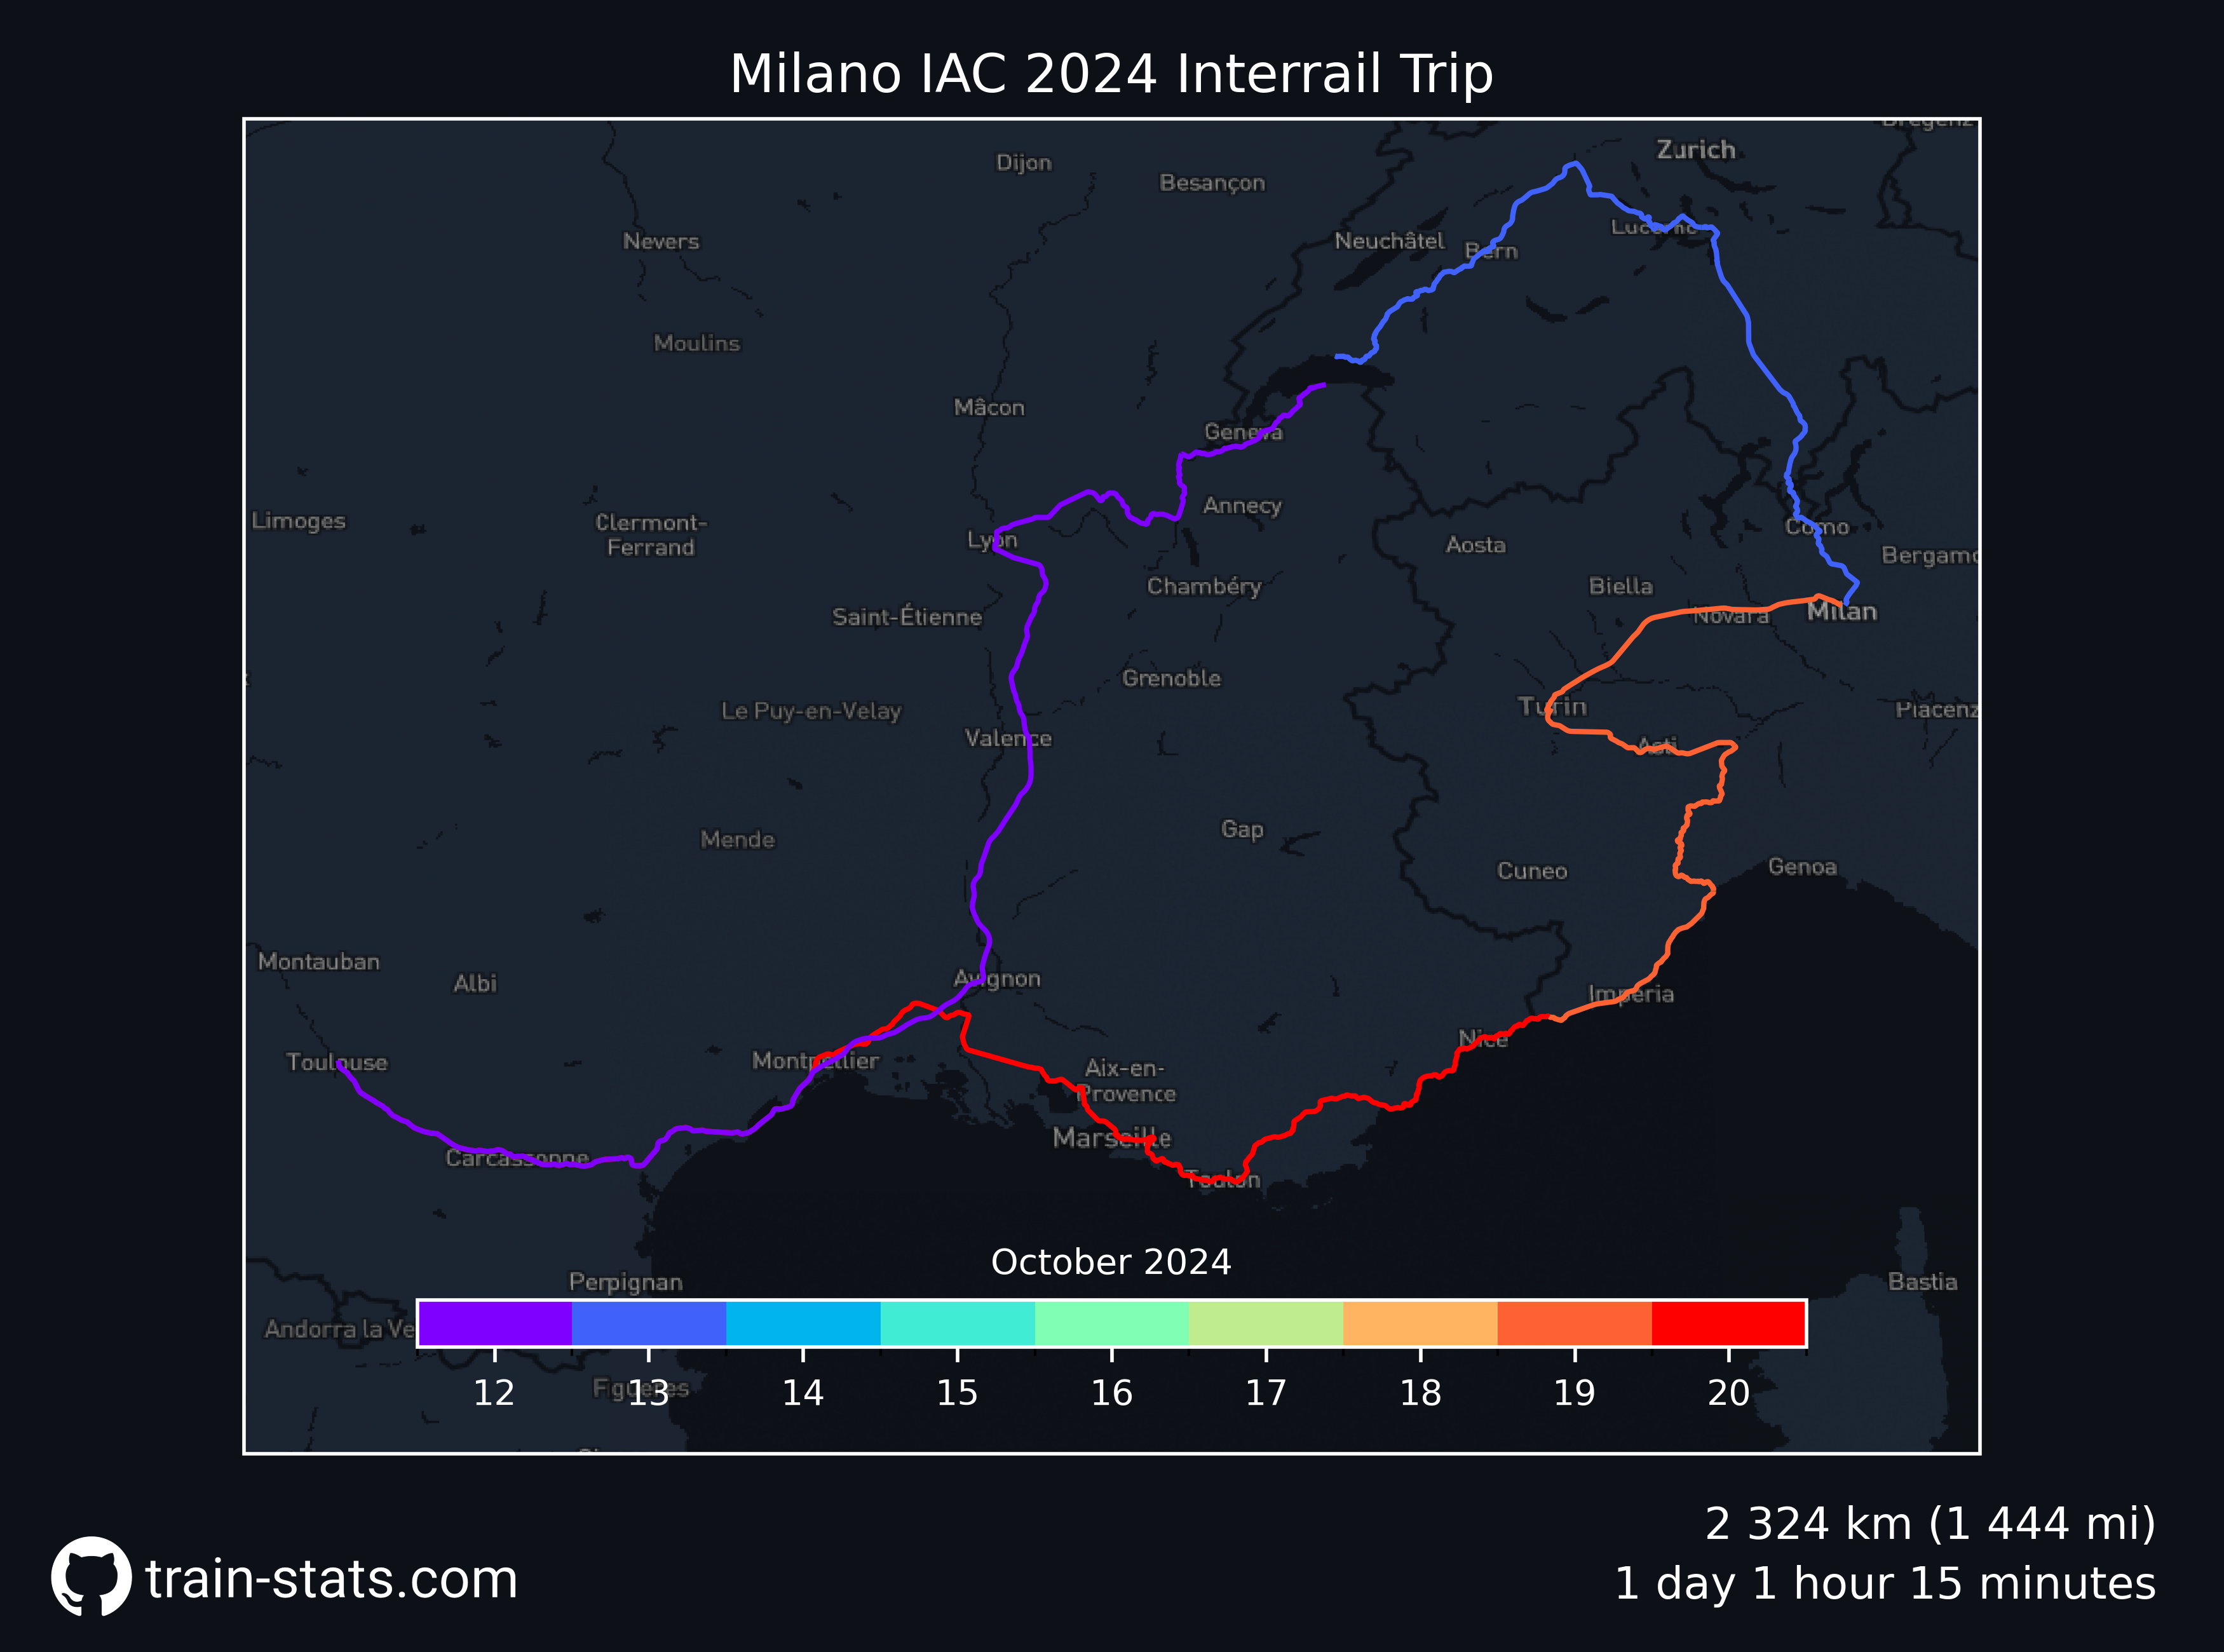 Milano IAC 2024 Interrail Trip
Zurich
Dijon
Besançon
Nevers
Neuchâtel
Bern
Lucerne
Moulins
Mâcon
Geneva
Limoges
Clermont-
Ferrand
Annecy
Lyon
Aosta
Como
Bergamo
Chambéry
Biella
Saint-Étienne
Novara
Milan
Grenoble
Le Puy-en-Velay
Turin
Piacenz
Valence
Asti
Mende
Gap
Cuneo
Genoa
Montauban
Albi
Avignon
Imperia
Nice
Toulouse
Montpellier
Aix-en-
Provence
Marseille
Carcassonne
Toulon
October 2024
Perpignan
Bastia
Andorra la Ve
Figueres
12 13 14 15 16 17 18 19 20
2 324 km (1 444 mi)
train-stats.com
1 day 1 hour 15 minutes